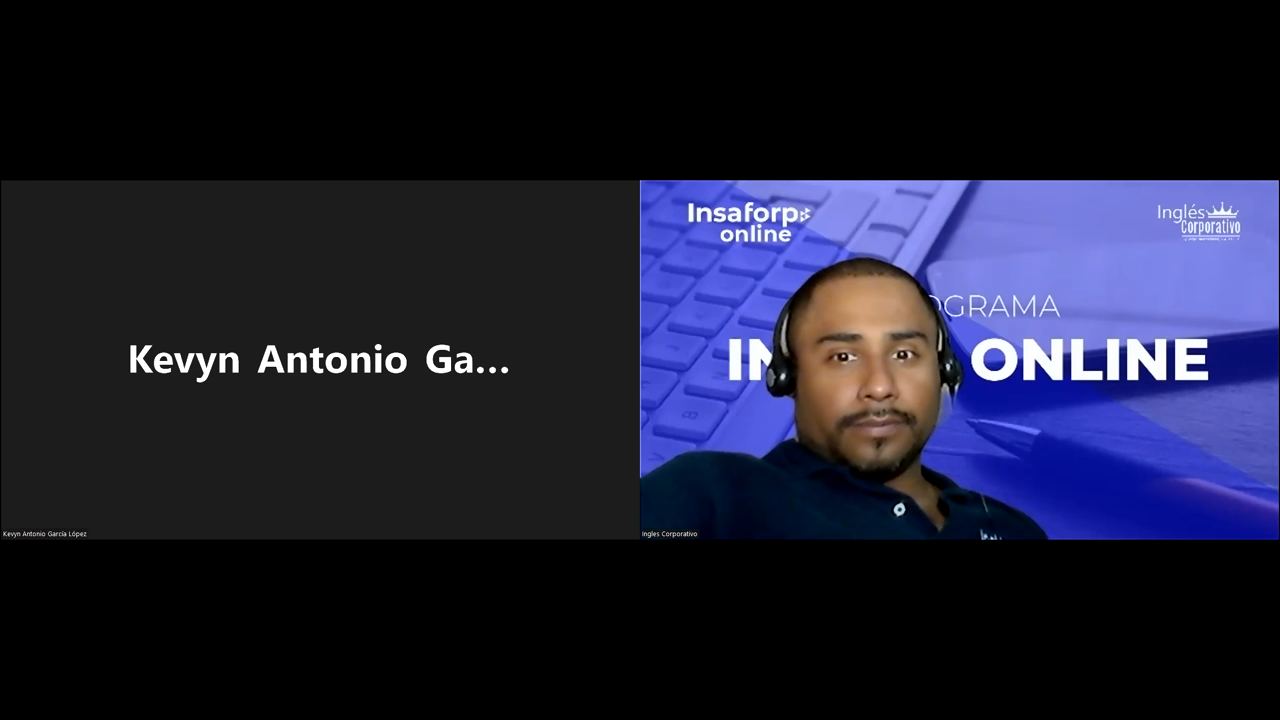 Kevyn Antonio Ga...
Kevyn Antonio García López
Insaforp
online
Inglés
Corporativo
OGRAMA
IN ONLINE
Ingles Corporativo